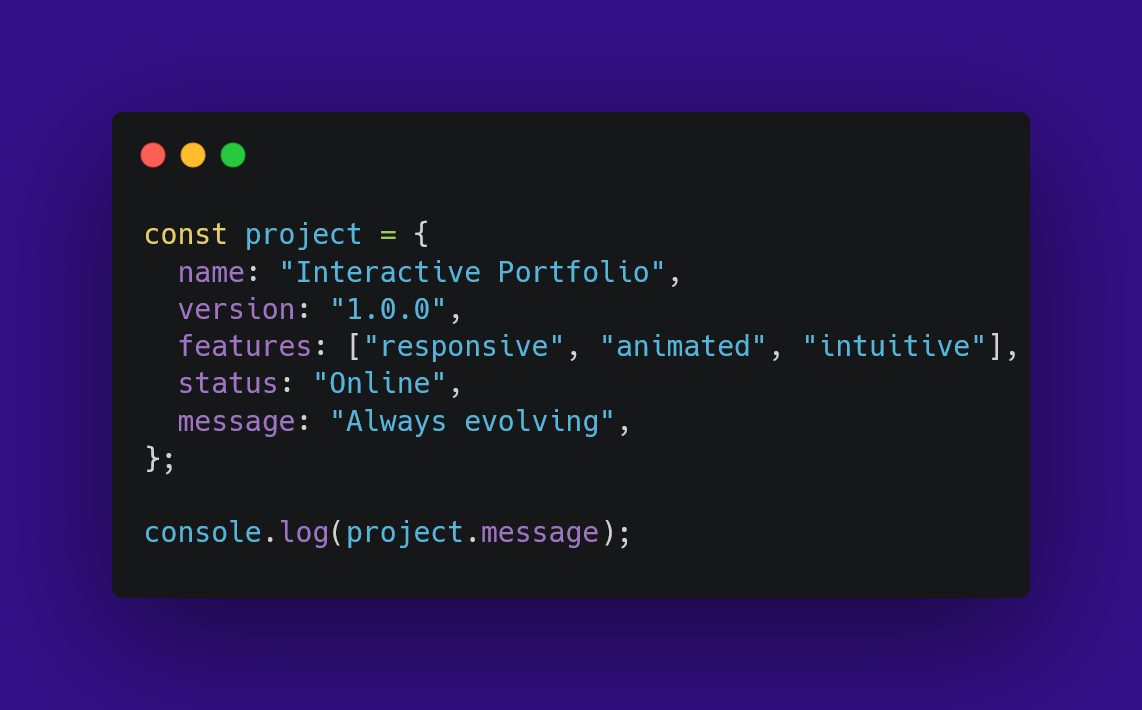 const project = {
  name: "Interactive Portfolio",
  version: "1.0.0",
  features: ["responsive", "animated", "intuitive"],
  status: "Online",
  message: "Always evolving",
};

console.log(project.message);